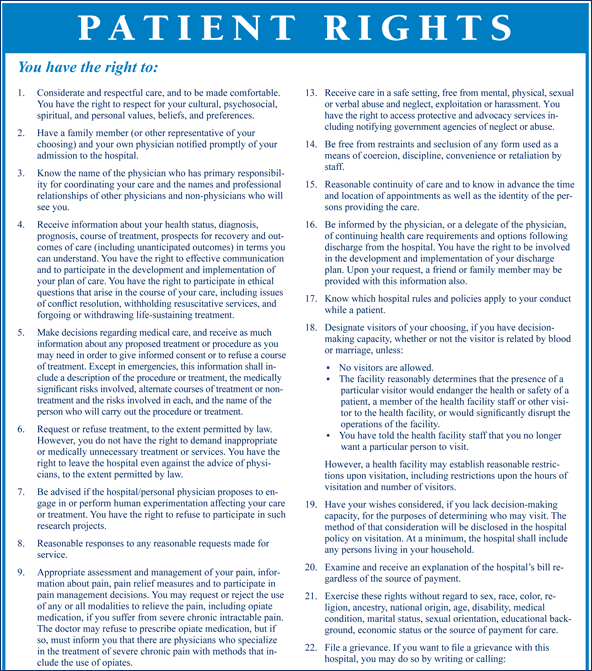 PATIENT RIGHTS
You have the right to:
1. Considerate and respectful care, and to be made comfortable.
You have the right to respect for your cultural, psychosocial,
spiritual, and personal values, beliefs, and preferences.
2. Have a family member (or other representative of your
choosing) and your own physician notified promptly of your
admission to the hospital.
3. Know the name of the physician who has primary responsibil-
ity for coordinating your care and the names and professional
relationships of other physicians and non-physicians who will
see you.
4. Receive information about your health status, diagnosis,
prognosis, course of treatment, prospects for recovery and out-
comes of care (including unanticipated outcomes) in terms you
can understand. You have the right to effective communication
and to participate in the development and implementation of
your plan of care. You have the right to participate in ethical
questions that arise in the course of your care, including issues
of conflict resolution, withholding resuscitative services, and
forgoing or withdrawing life-sustaining treatment.
5. Make decisions regarding medical care, and receive as much
information about any proposed treatment or procedure as you
may need in order to give informed consent or to refuse a course
of treatment. Except in emergencies, this information shall in-
clude a description of the procedure or treatment, the medically
significant risks involved, alternate courses of treatment or non-
treatment and the risks involved in each, and the name of the
person who will carry out the procedure or treatment.
6. Request or refuse treatment, to the extent permitted by law.
However, you do not have the right to demand inappropriate
or medically unnecessary treatment or services. You have the
right to leave the hospital even against the advice of physi-
cians, to the extent permitted by law.
7. Be advised if the hospital/personal physician proposes to en-
gage in or perform human experimentation affecting your care
or treatment. You have the right to refuse to participate in such
research projects.
8. Reasonable responses to any reasonable requests made for
service.
9. Appropriate assessment and management of your pain, infor-
mation about pain, pain relief measures and to participate in
pain management decisions. You may request or reject the use
of any or all modalities to relieve the pain, including opiate
medication, if you suffer from severe chronic intractable pain.
The doctor may refuse to prescribe opiate medication, but if
so, must inform you that there are physicians who specialize
in the treatment of severe chronic pain with methods that in-
clude the use of opiates.
13. Receive care in a safe setting, free from mental, physical, sexual
or verbal abuse and neglect, exploitation or harassment. You
have the right to access protective and advocacy services in-
cluding notifying government agencies of neglect or abuse.
14. Be free from restraints and seclusion of any form used as a
means of coercion, discipline, convenience or retaliation by
staff.
15. Reasonable continuity of care and to know in advance the time
and location of appointments as well as the identity of the per-
sons providing the care.
16. Be informed by the physician, or a delegate of the physician,
of continuing health care requirements and options following
discharge from the hospital. You have the right to be involved
in the development and implementation of your discharge
plan. Upon your request, a friend or family member may be
provided with this information also.
17. Know which hospital rules and policies apply to your conduct
while a patient.
18. Designate visitors of your choosing, if you have decision-
making capacity, whether or not the visitor is related by blood
or marriage, unless:
• No visitors are allowed.
• The facility reasonably determines that the presence of a
particular visitor would endanger the health or safety of a
patient, a member of the health facility staff or other visi-
tor to the health facility, or would significantly disrupt the
operations of the facility.
• You have told the health facility staff that you no longer
want a particular person to visit.
However, a health facility may establish reasonable restric-
tions upon visitation, including restrictions upon the hours of
visitation and number of visitors.
19. Have your wishes considered, if you lack decision-making
capacity, for the purposes of determining who may visit. The
method of that consideration will be disclosed in the hospital
policy on visitation. At a minimum, the hospital shall include
any persons living in your household.
20. Examine and receive an explanation of the hospital's bill re-
gardless of the source of payment.
21. Exercise these rights without regard to sex, race, color, re-
ligion, ancestry, national origin, age, disability, medical
condition, marital status, sexual orientation, educational back-
ground, economic status or the source of payment for care.
22. File a grievance. If you want to file a grievance with this
hospital, you may do so by writing or calling: